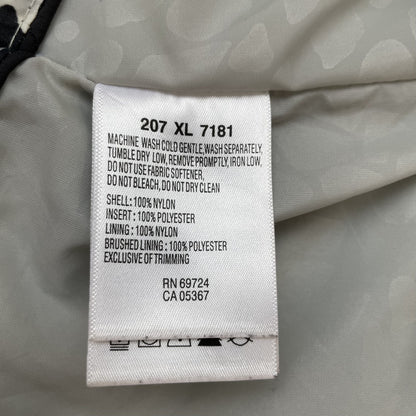 207 XL 7181
MACHINE WASH COLD GENTLE, WASH SEPARATELY,
TUMBLE DRY LOW, REMOVE PROMPTLY, IRON LOW,
DO NOT USE FABRIC SOFTENER,
DO NOT BLEACH, DO NOT DRY CLEAN
SHELL: 100% NYLON
INSERT : 100% POLYESTER
LINING : 100% NYLON
BRUSHED LINING : 100% POLYESTER
EXCLUSIVE OF TRIMMING
RN 69724
CA 05367